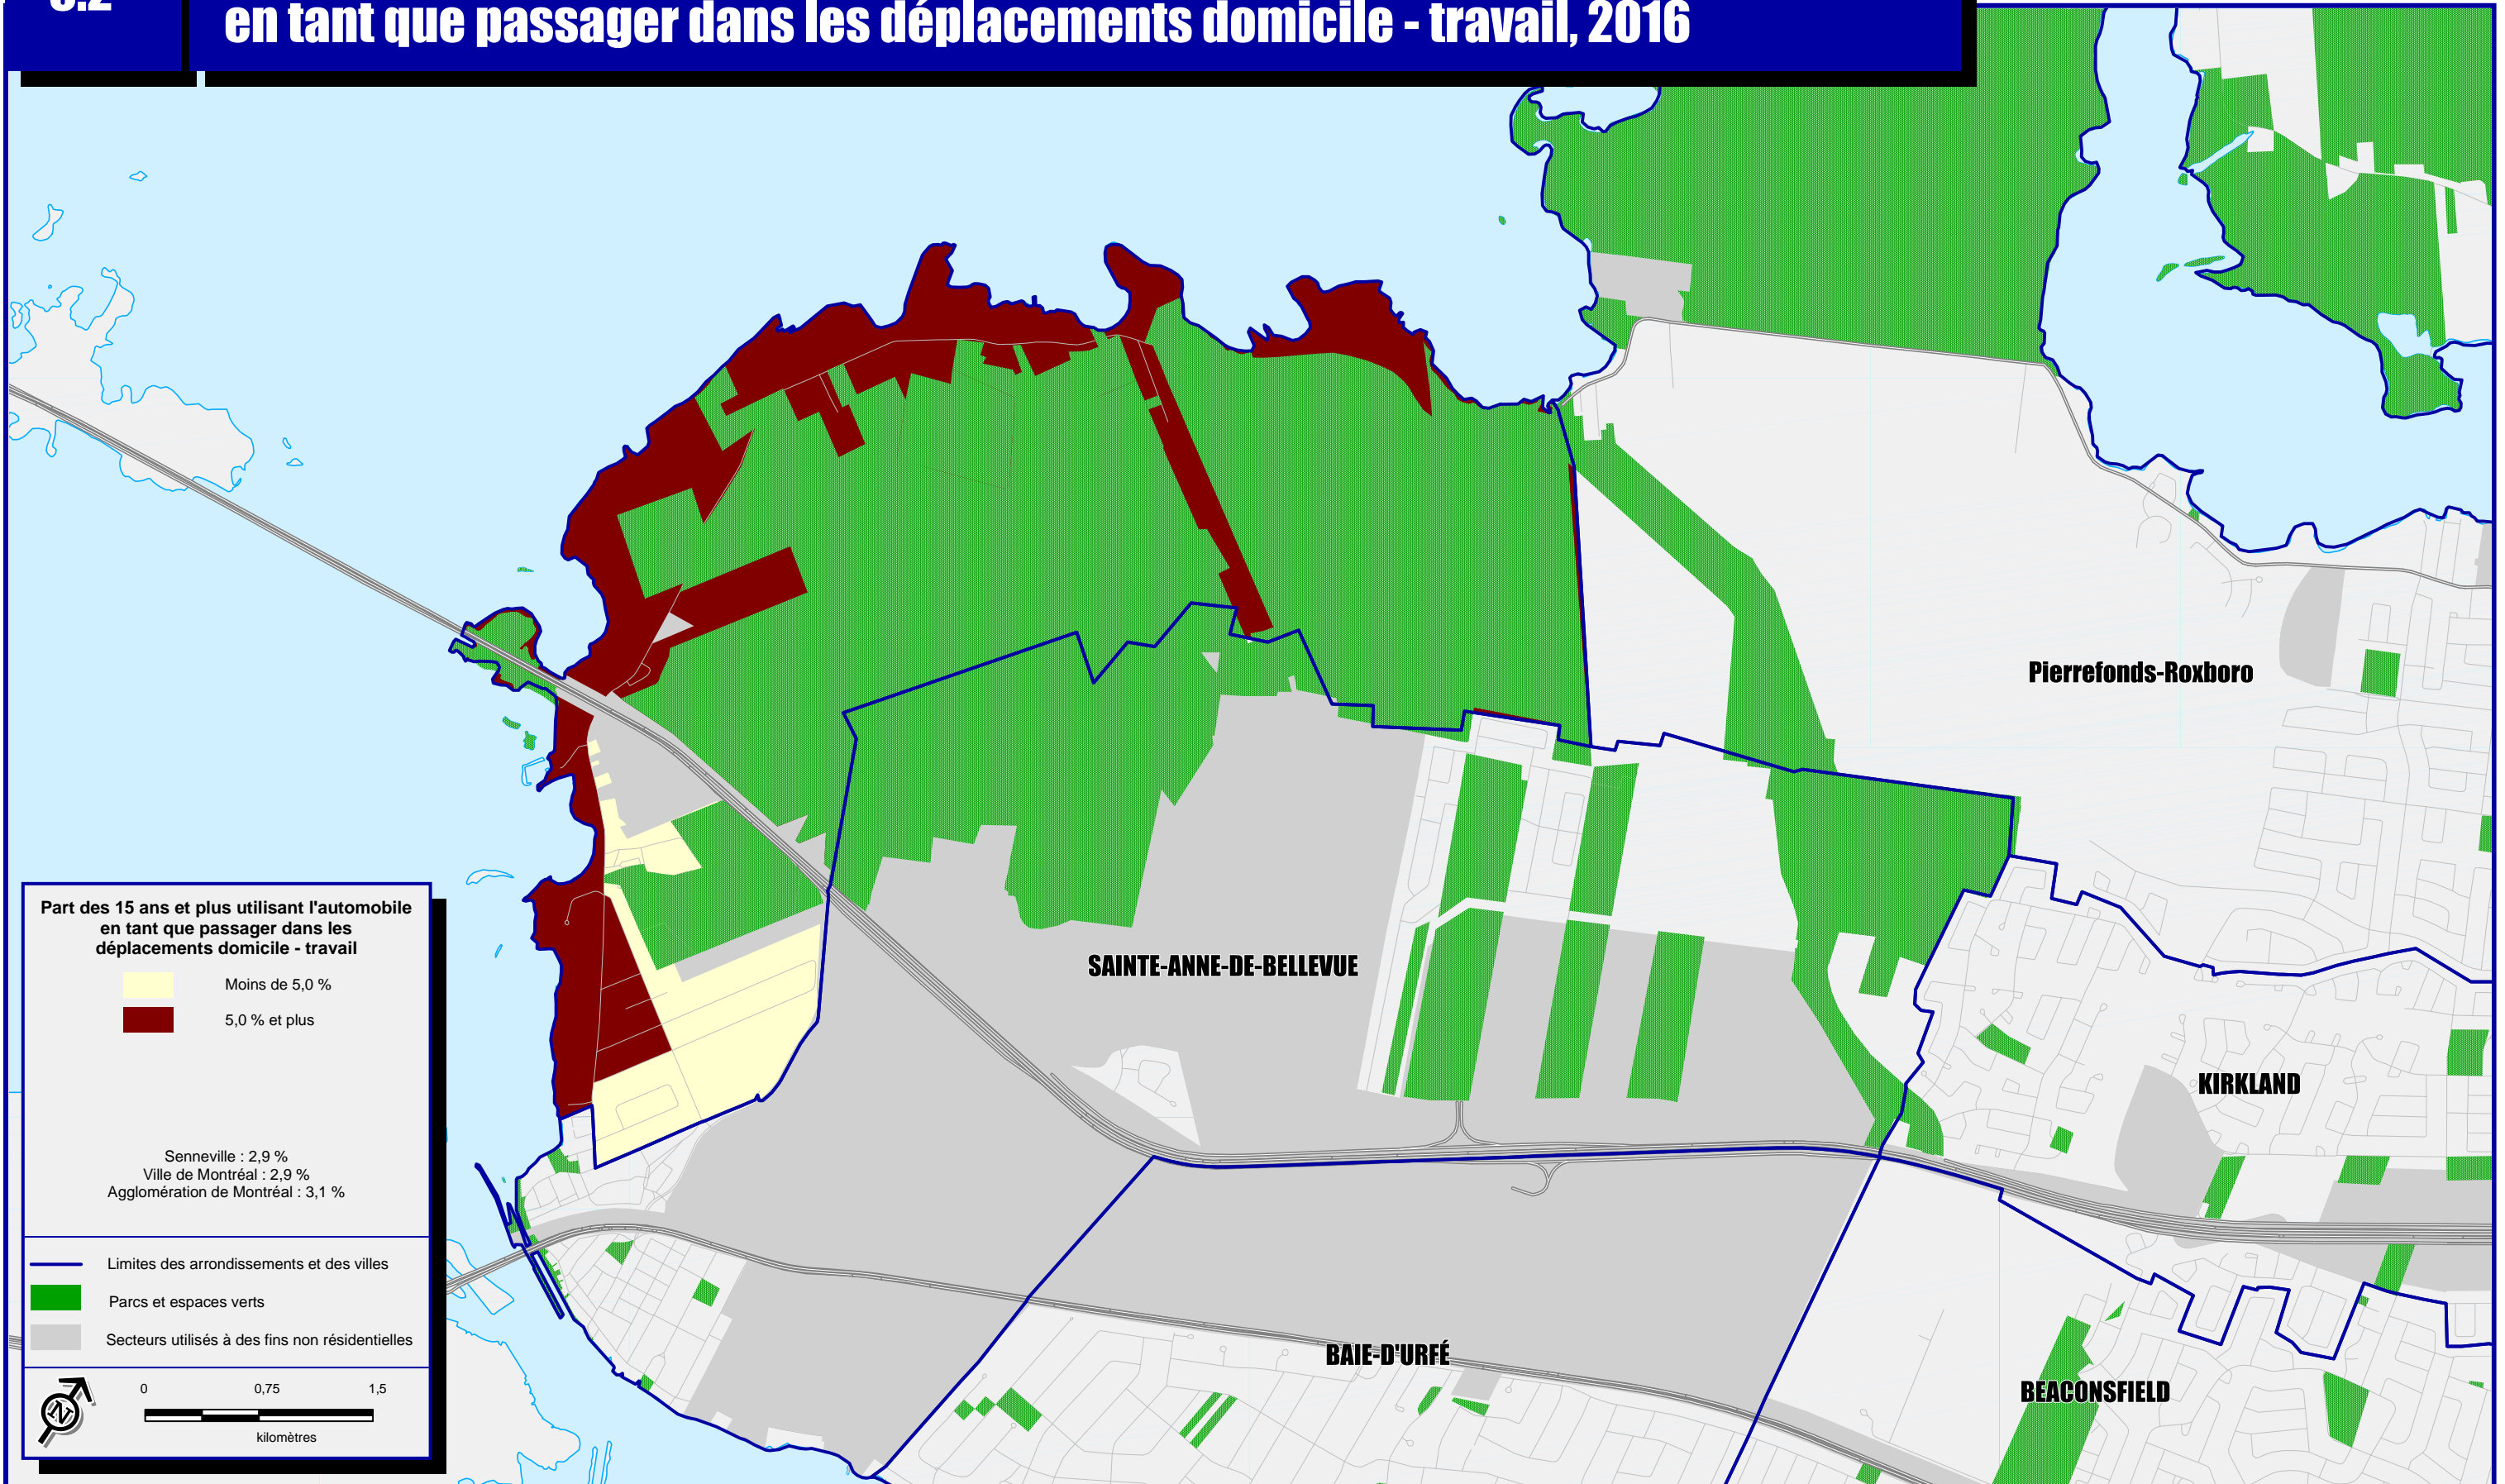 en tant que passager dans les déplacements domicile - travail, 2016
Pierrefonds-Roxboro
SAINTE-ANNE-DE-BELLEVUE
KIRKLAND
BAIE-D'URFÉ
BEACONSFIELD
Part des 15 ans et plus utilisant l'automobile
en tant que passager dans les
déplacements domicile - travail
Moins de 5,0 %
5,0 % et plus
Senneville : 2,9 %
Ville de Montréal : 2,9 %
Agglomération de Montréal : 3,1 %
Limites des arrondissements et des villes
Parcs et espaces verts
Secteurs utilisés à des fins non résidentielles
N
0 0,75 1,5
kilomètres